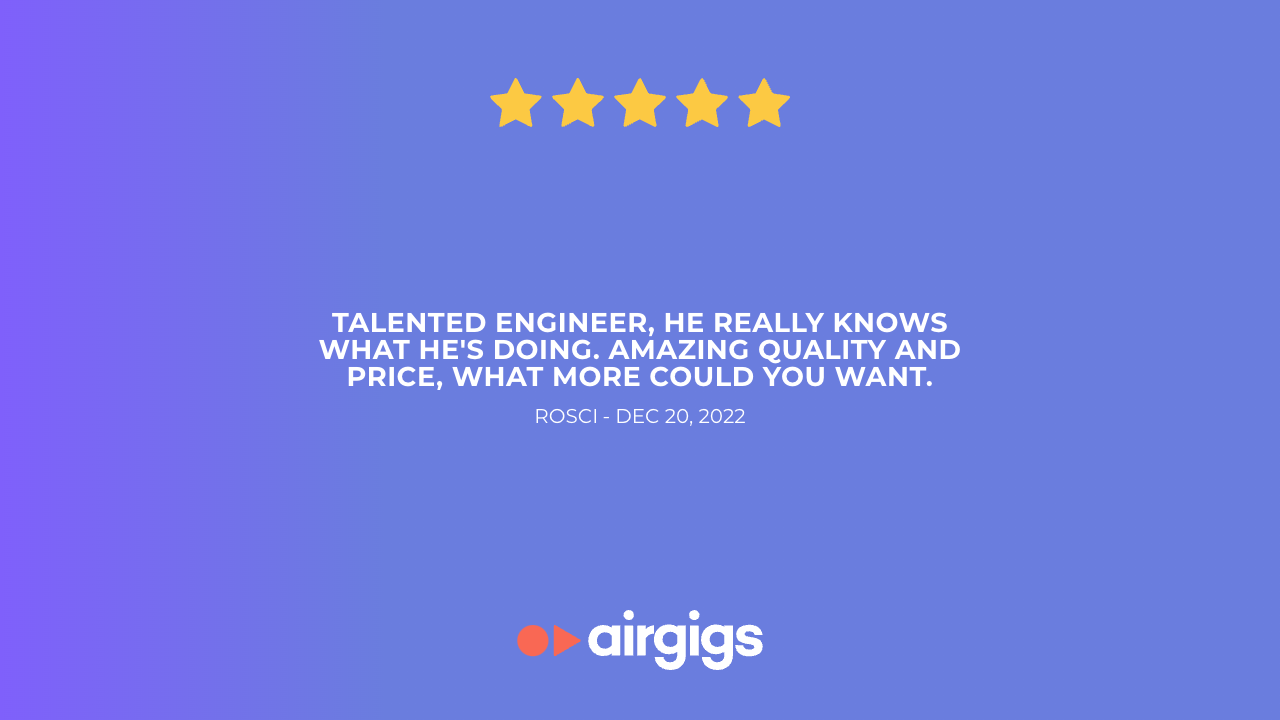 TALENTED ENGINEER, HE REALLY KNOWS
WHAT HE'S DOING. AMAZING QUALITY AND
PRICE, WHAT MORE COULD YOU WANT.
ROSCI - DEC 20, 2022
airgigs